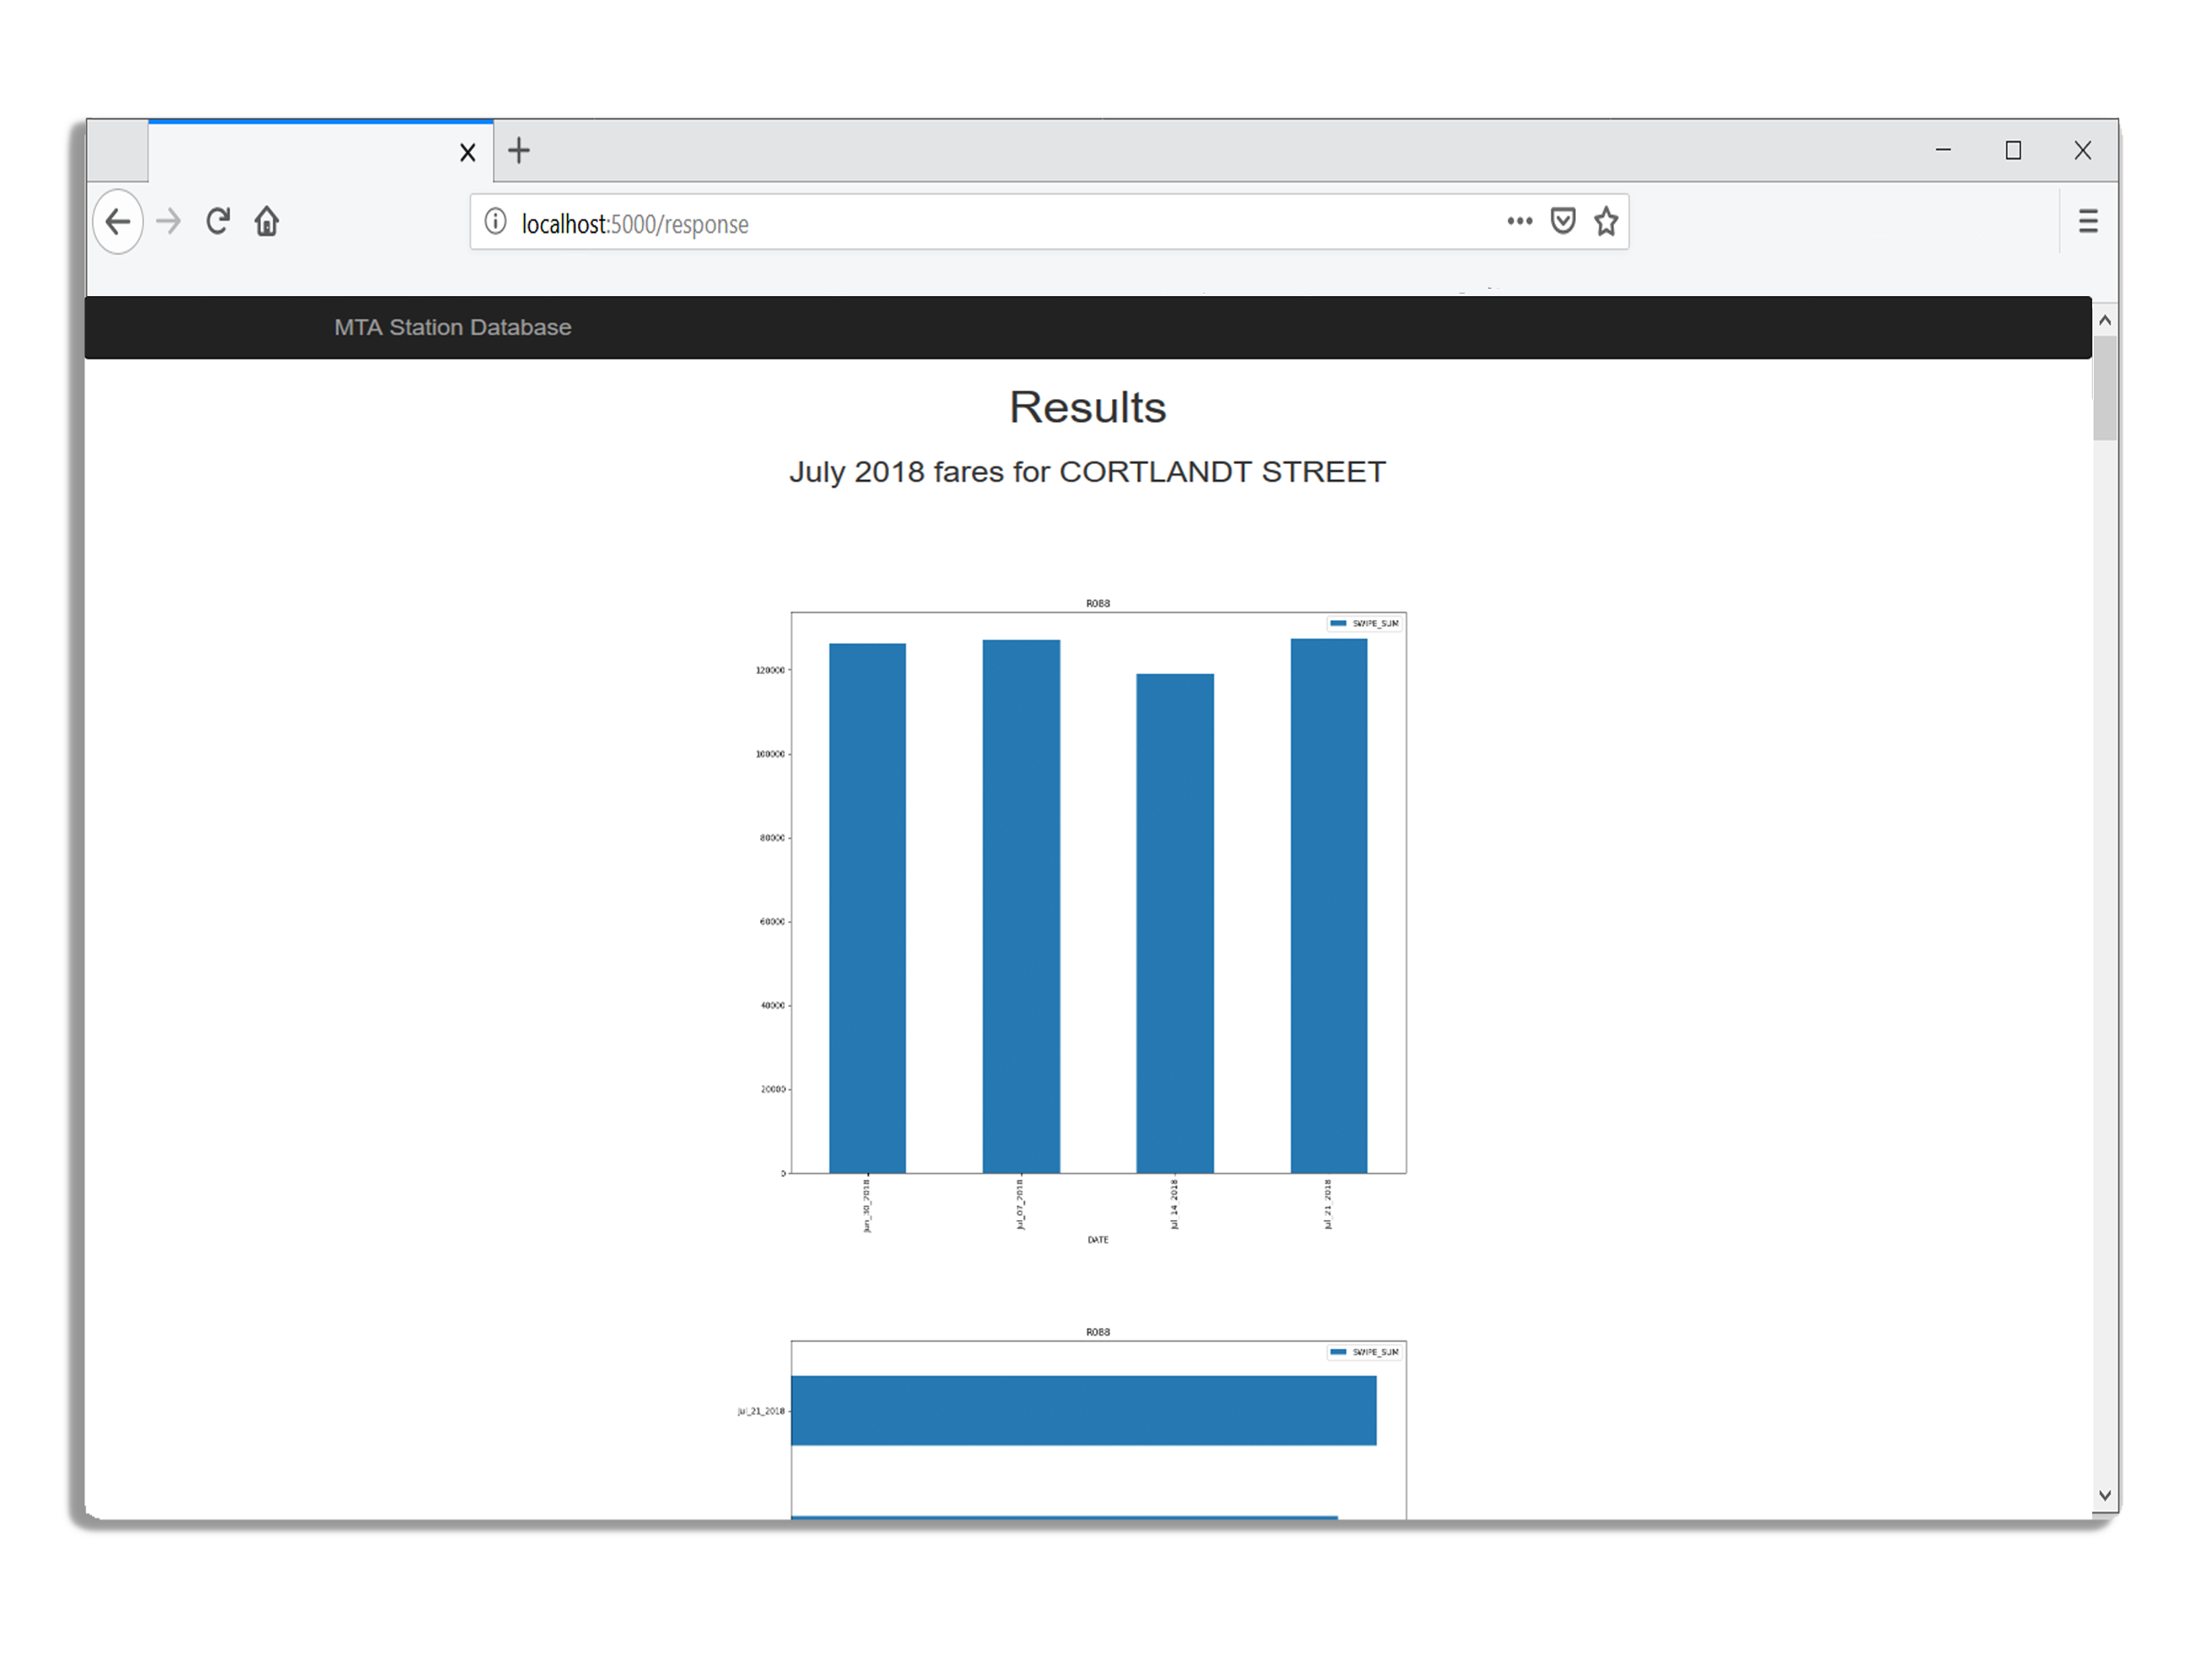 localhost:5000/response
MTA Station Database
Results
July 2018 fares for CORTLANDT STREET
R088
SWIPE_SUM
120000
100000
80000
60000
40000
20000
0
Jun_30_2018
Jul_07_2018
Jul_14_2018
Jul_21_2018
DATE
R088
SWIPE_SUM
Jul_21_2018